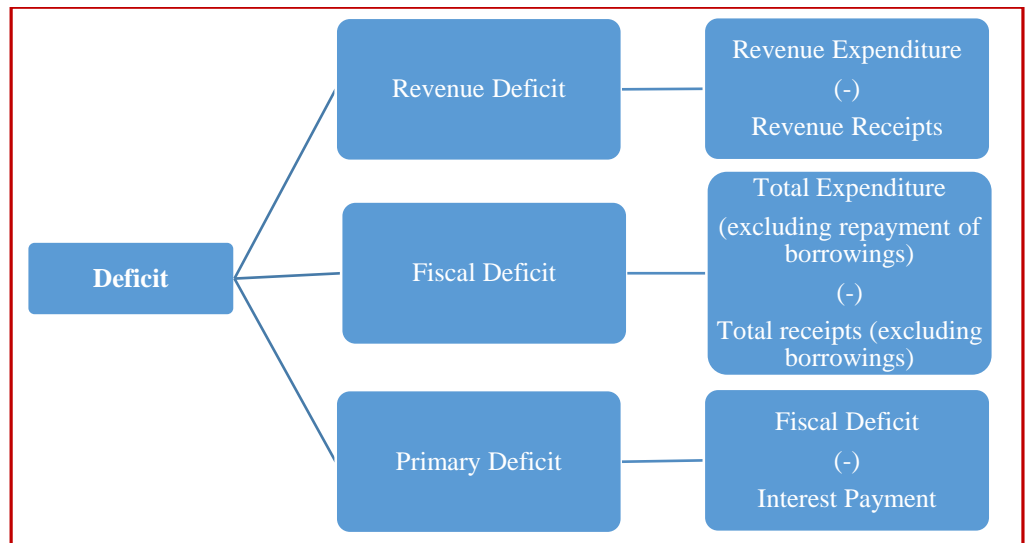 Deficit
Revenue Deficit
Revenue Expenditure
(-)
Revenue Receipts
Fiscal Deficit
Total Expenditure
(excluding repayment of
borrowings)
(-)
Total receipts (excluding
borrowings)
Primary Deficit
Fiscal Deficit
(-)
Interest Payment